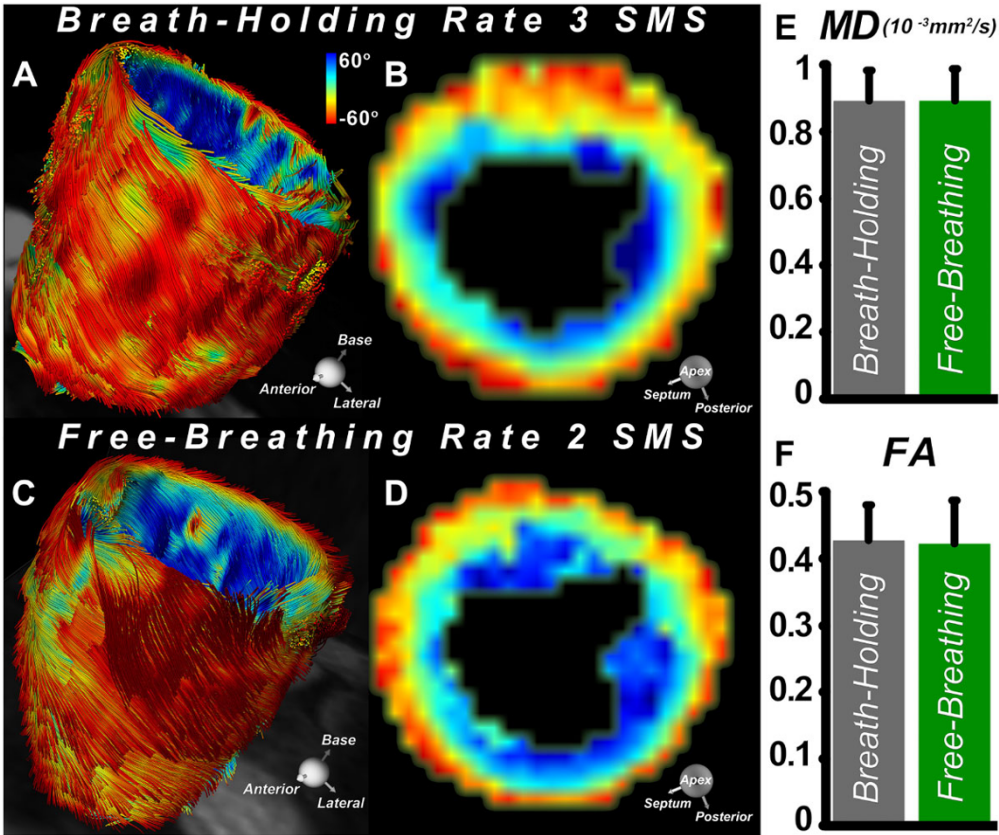 Breath-Holding Rate 3 SMS
A
60°
-60°
Base
Anterior
Lateral
B
Apex
Septum
Posterior
Free-Breathing Rate 2 SMS
C
Base
Anterior
Lateral
D
Apex
Septum
Posterior
E MD (10 -3mm²/s)
1
0.8
0.6
0.4
0.2
0
Breath-Holding
Free-Breathing
F FA
0.5
0.4
0.3
0.2
0.1
0
Breath-Holding
Free-Breathing